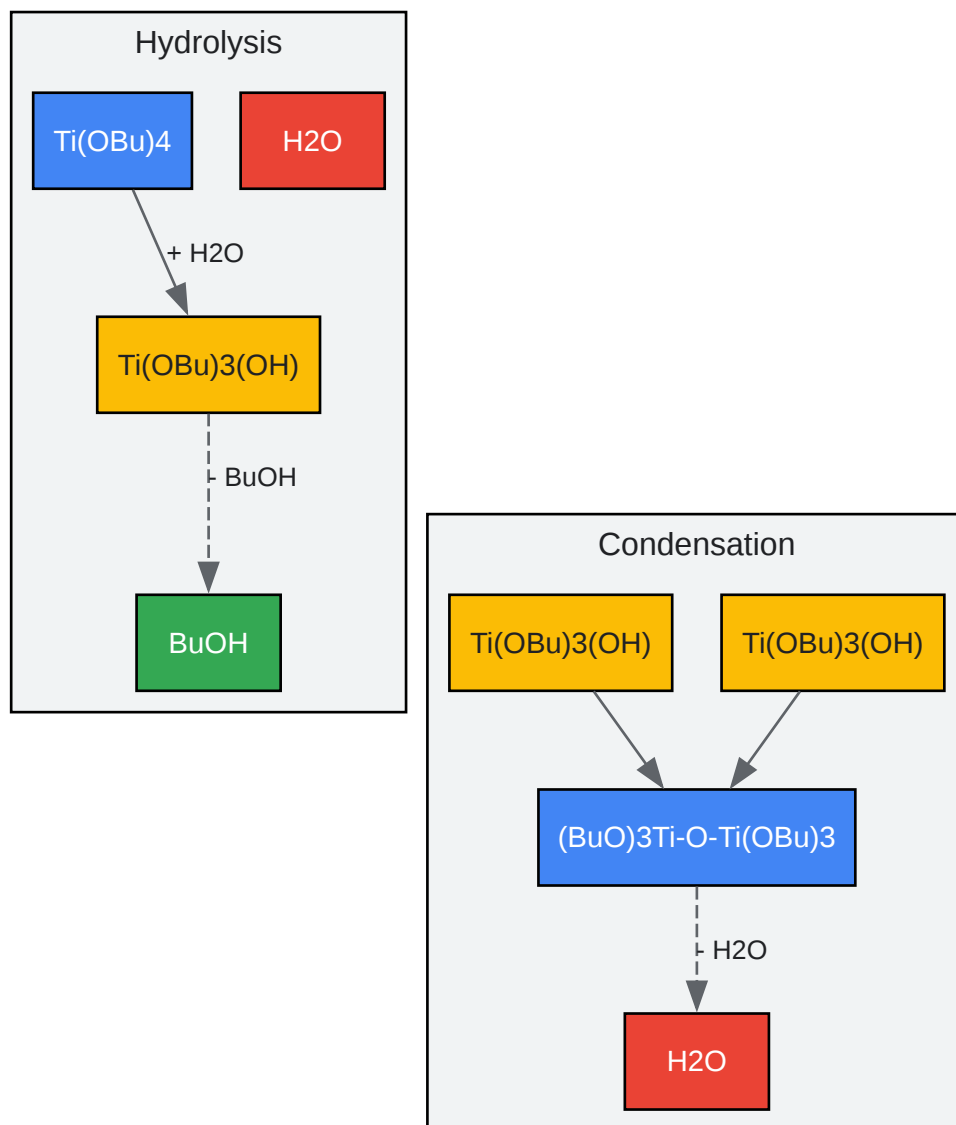 Hydrolysis
Ti(OBu)4
H2O
+ H2O
Ti(OBu)3(OH)
- BuOH
BuOH
Condensation
Ti(OBu)3(OH)
Ti(OBu)3(OH)
(BuO)3Ti-O-Ti(OBu)3
- H2O
H2O